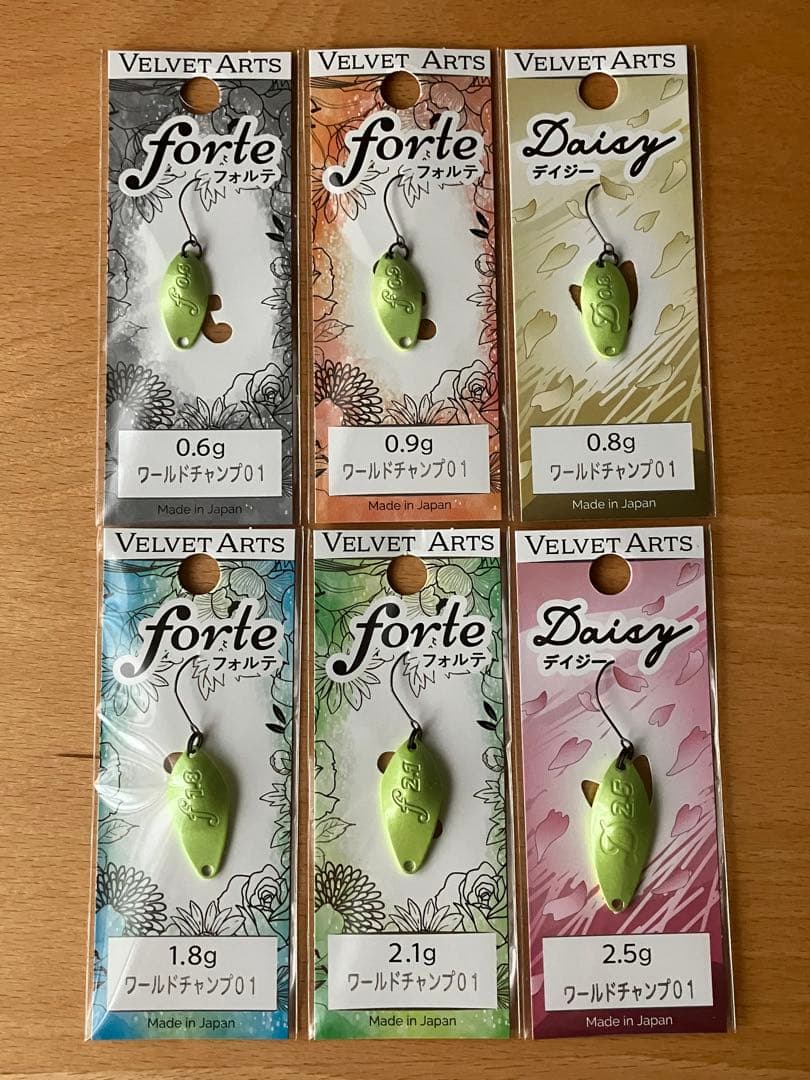 VELVET ARTS
forte
フォルテ
f06
0.6g
ワールドチャンプ01
Made in Japan
VELVET ARTS
forte
フォルテ
f09
0.9g
ワールドチャンプ01
Made in Japan
VELVET ARTS
Daisy
デイジー
D08
0.8g
ワールドチャンプ01
Made in Japan
VELVET ARTS
forte
フォルテ
f18
1.8g
ワールドチャンプ01
Made in Japan
VELVET ARTS
forte
フォルテ
f21
2.1g
ワールドチャンプ01
Made in Japan
VELVET ARTS
Daisy
デイジー
D25
2.5g
ワールドチャンプ01
Made in Japan